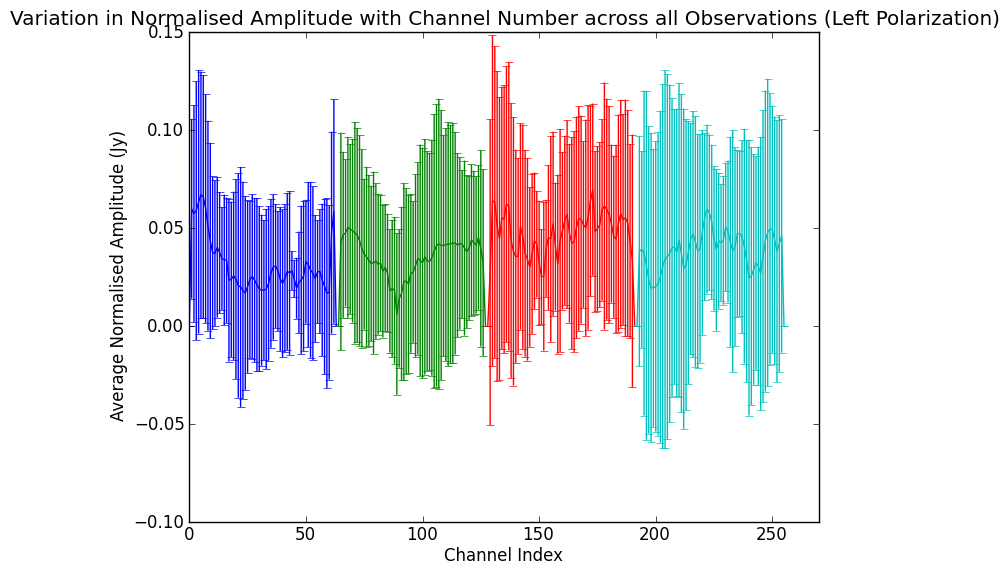 Variation in Normalised Amplitude with Channel Number across all Observations (Left Polarization)
0.15
0.10
0.05
0.00
−0.05
−0.10
Average Normalised Amplitude (Jy)
0 50 100 150 200 250
Channel Index